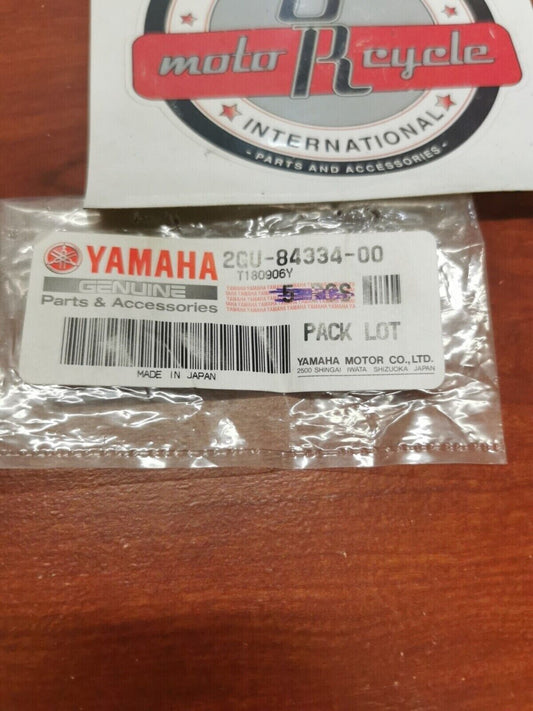 moto R cycle
INTERNATIONAL
- PARTS AND ACCESSORIES -
YAMAHA 2GU-84334-00
T180906Y
GENUINE
Parts & Accessories
5 PCS
PACK LOT
MADE IN JAPAN
YAMAHA MOTOR CO., LTD.
2500 SHINGAI IWATA SHIZUOKA JAPAN